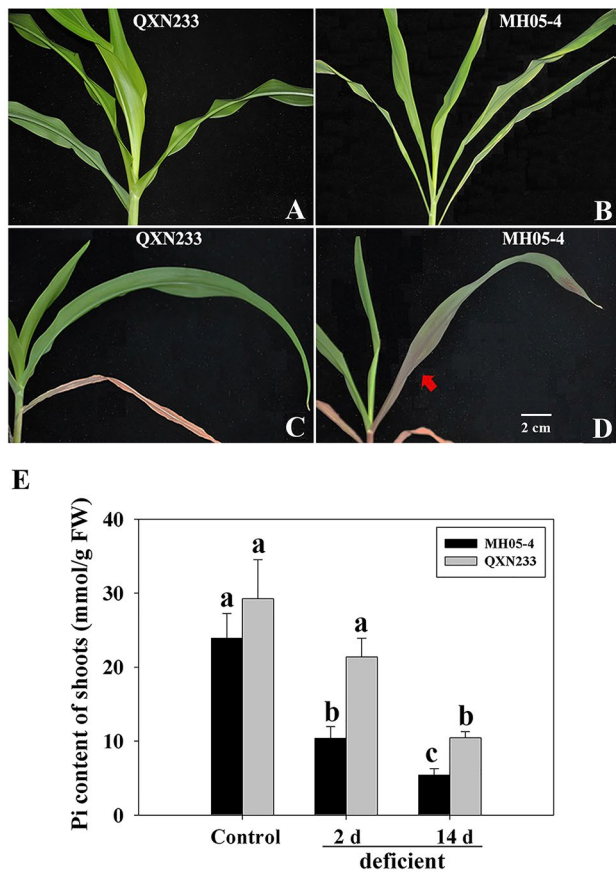 QXN233
MH05-4
A
B
QXN233
MH05-4
C
2 cm
D
E
Pi content of shoots (mmol/g FW)
40
30
20
10
0
MH05-4
QXN233
a
a
b
a
c
b
Control
2 d
14 d
deficient